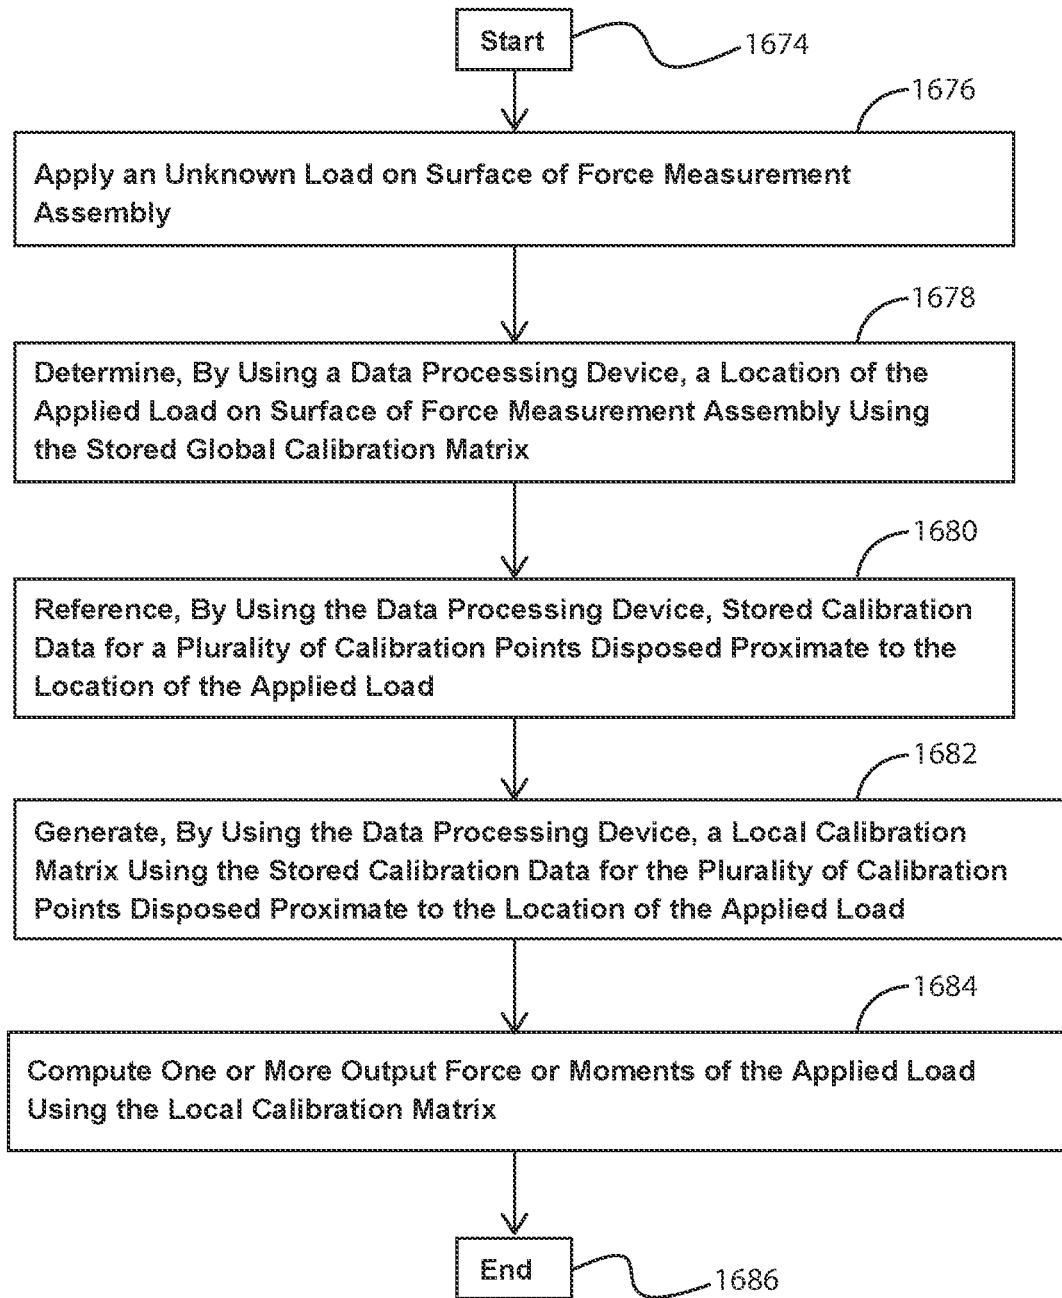 Start
1674
1676
Apply an Unknown Load on Surface of Force Measurement
Assembly
1678
Determine, By Using a Data Processing Device, a Location of the
Applied Load on Surface of Force Measurement Assembly Using
the Stored Global Calibration Matrix
1680
Reference, By Using the Data Processing Device, Stored Calibration
Data for a Plurality of Calibration Points Disposed Proximate to the
Location of the Applied Load
1682
Generate, By Using the Data Processing Device, a Local Calibration
Matrix Using the Stored Calibration Data for the Plurality of Calibration
Points Disposed Proximate to the Location of the Applied Load
1684
Compute One or More Output Force or Moments of the Applied Load
Using the Local Calibration Matrix
End
1686